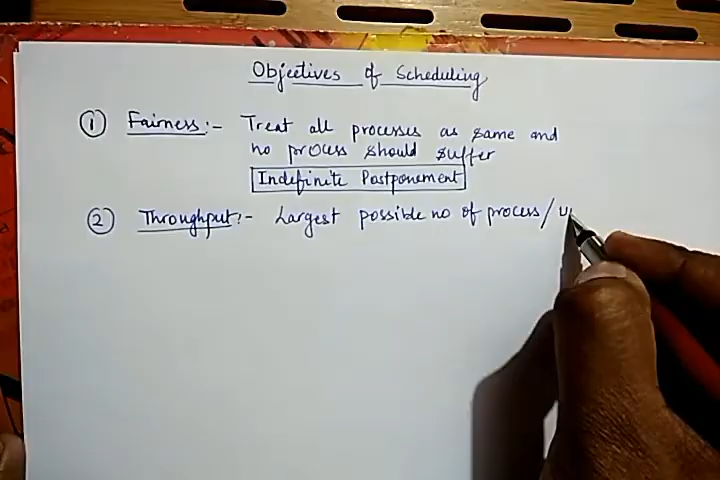 Objectives of Scheduling
① Fairness:- Treat all processes as same and
no process should suffer
Indefinite Postponement
② Throughput:- Largest possible no of process/u